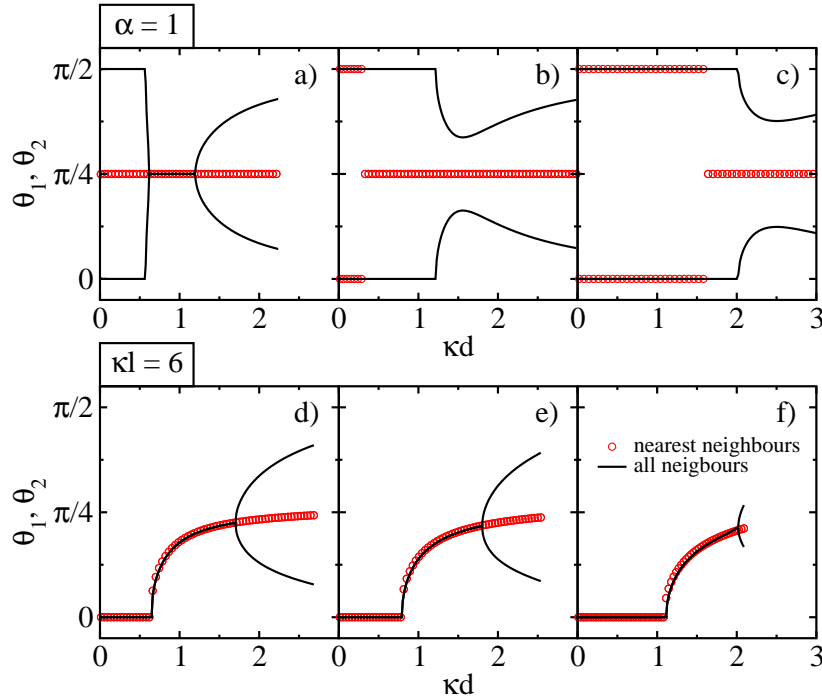 α = 1
a) b) c)
π/2
π/4
0
θ1, θ2
0 1 2 0 1 2 0 1 2 3
κd
κl = 6
d) e) f)
π/2
π/4
0
θ1, θ2
nearest neighbours
all neigbours
0 1 2 0 1 2 0 1 2 3
κd